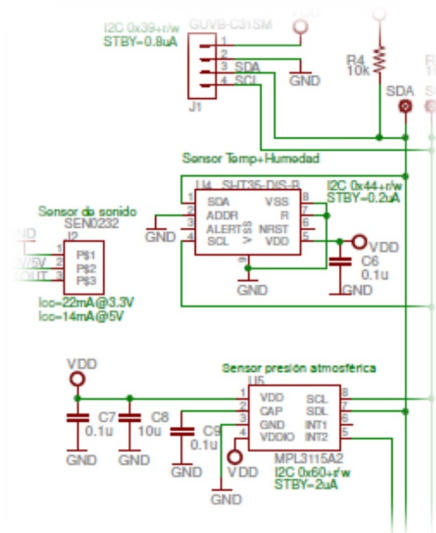 I2C 0x39+r/w
STBY=0.8uA
GUVB-C31SM
1
2
3
4
SDA
SCL
J1
GND
R4
10k
SDA
Sensor Temp+Humedad
U4 SHT35-DIS-B
I2C 0x44+r/w
STBY=0.2uA
1 SDA VSS 8
2 ADDR R 7
3 ALERT NRST 6
4 SCL VDD 5
VSS
9
GND
GND
VDD
C6
0.1u
GND
Sensor de sonido
SEN0232
J2
1 P$1
2 P$2
3 P$3
Icc=22mA@3.3V
Icc=14mA@5V
VDD
C7
0.1u
GND
C8
10u
GND
C9
0.1u
GND
Sensor presión atmosférica
U5
1 VDD SCL 8
2 CAP SDL 7
3 GND INT1 6
4 VDDIO INT2 5
MPL3115A2
I2C 0x60+r/w
STBY=2uA
VDD
GND